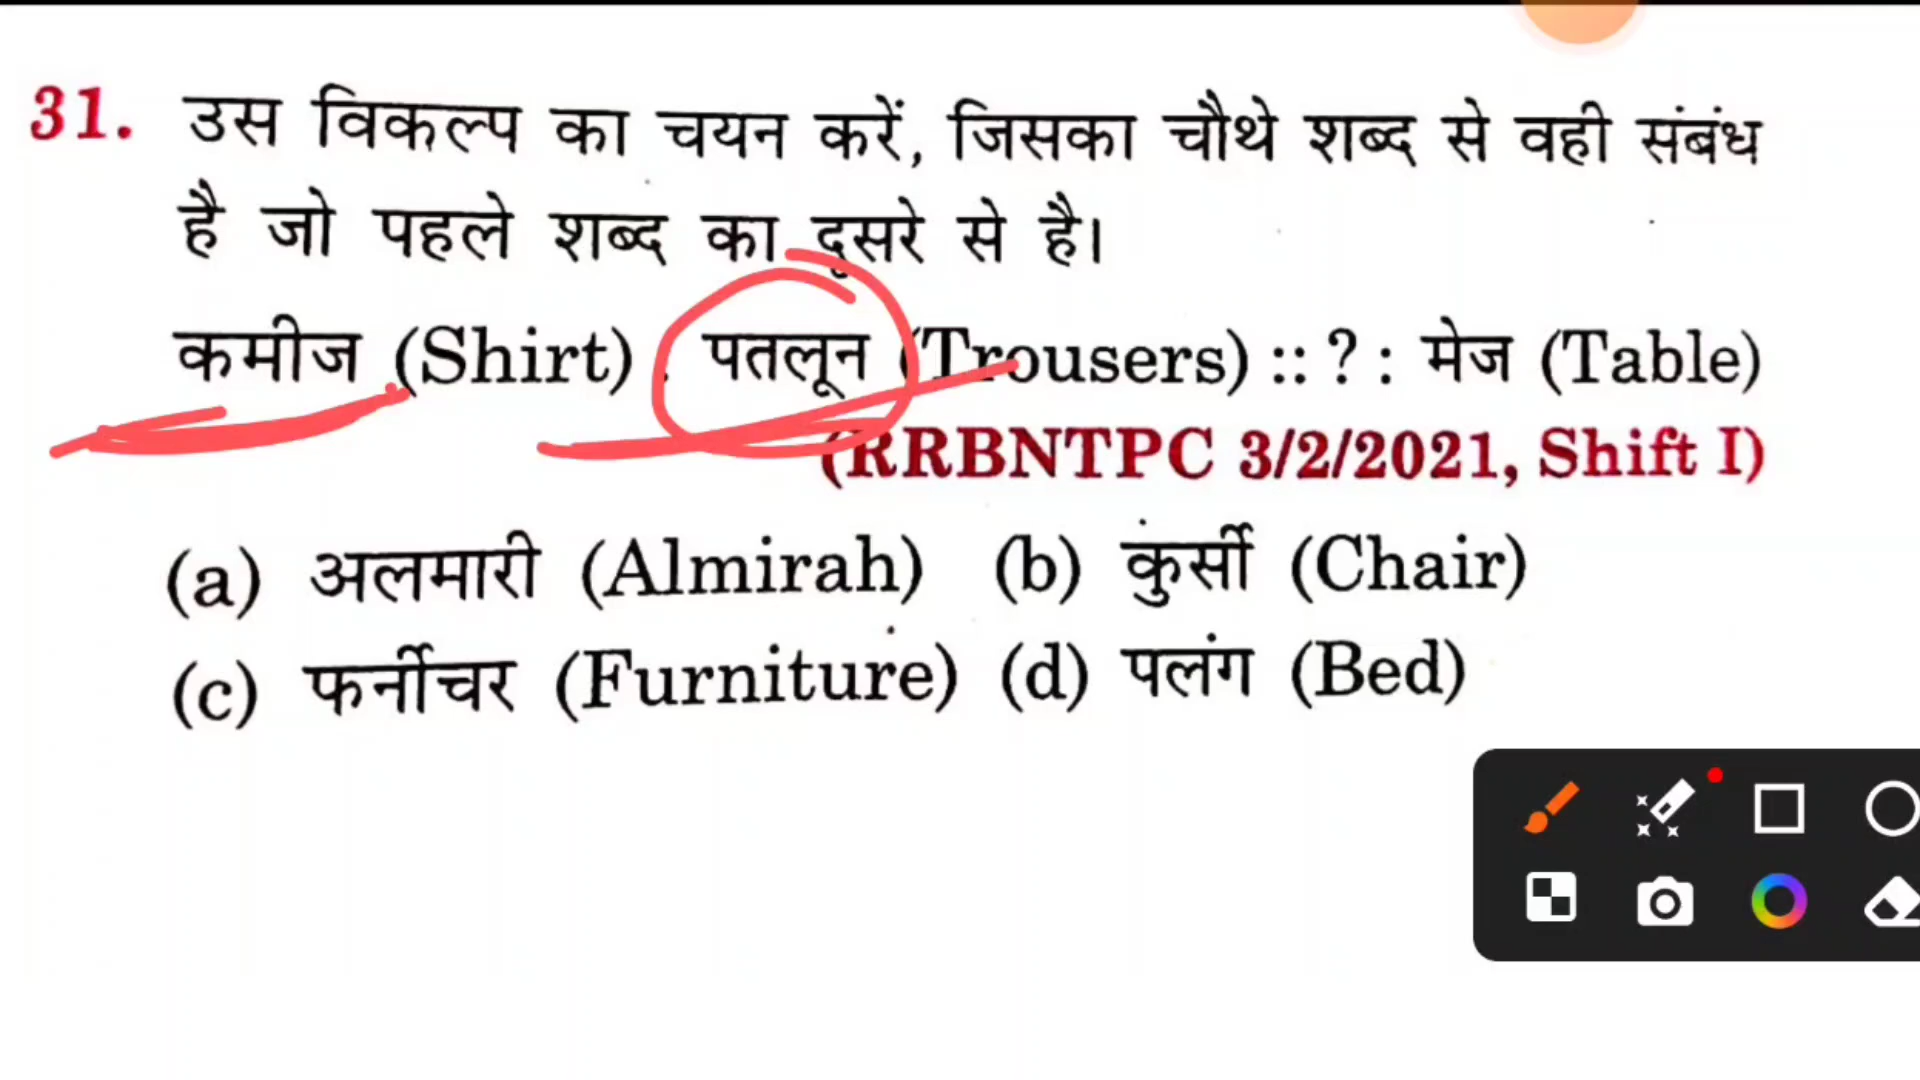 31. उस विकल्प का चयन करें, जिसका चौथे शब्द से वही संबंध
है जो पहले शब्द का दूसरे से है।
कमीज (Shirt) : पतलून (Trousers) :: ? : मेज (Table)
(RRBNTPC 3/2/2021, Shift I)
(a) अलमारी (Almirah) (b) कुर्सी (Chair)
(c) फर्नीचर (Furniture) (d) पलंग (Bed)